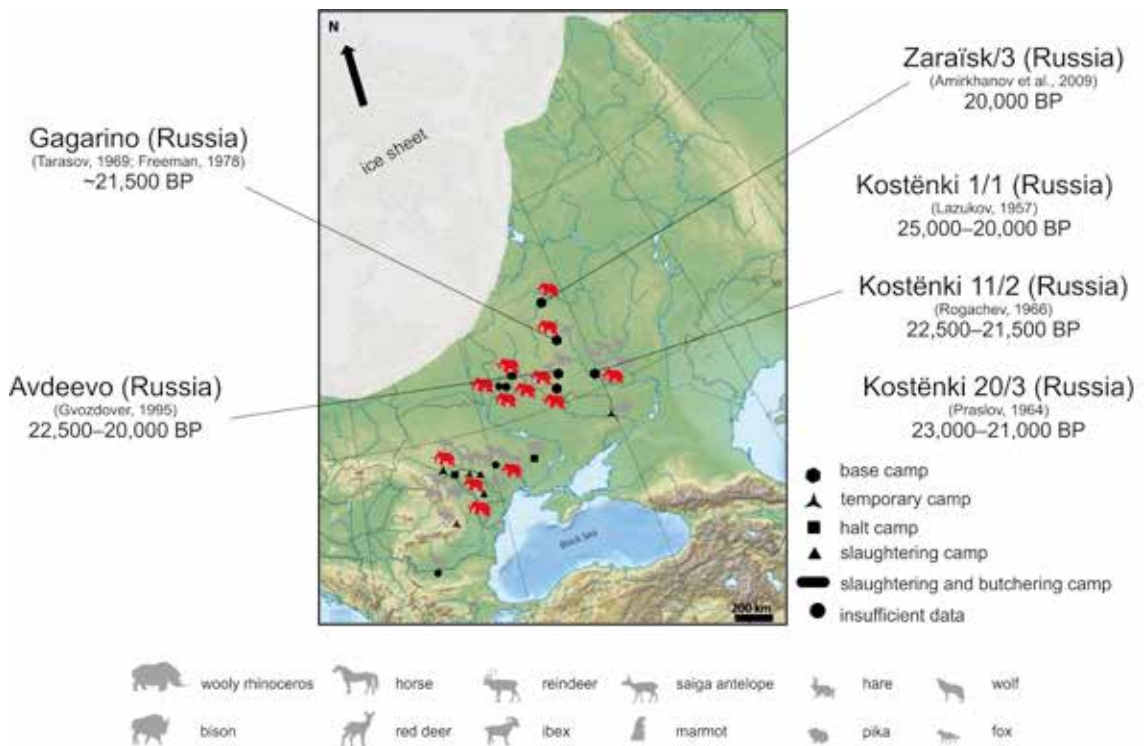 N
ice sheet
Gagarino (Russia)
(Tarasov, 1969; Freeman, 1978)
~21,500 BP
Avdeevo (Russia)
(Gvozdover, 1995)
22,500–20,000 BP
Zaraïsk/3 (Russia)
(Amirkhanov et al., 2009)
20,000 BP
Kostënki 1/1 (Russia)
(Lazukov, 1957)
25,000–20,000 BP
Kostënki 11/2 (Russia)
(Rogachev, 1966)
22,500–21,500 BP
Kostënki 20/3 (Russia)
(Praslov, 1964)
23,000–21,000 BP
Black Sea
200 km
base camp
temporary camp
halt camp
slaughtering camp
slaughtering and butchering camp
insufficient data
wooly rhinoceros
horse
reindeer
saiga antelope
hare
wolf
bison
red deer
ibex
marmot
pika
fox